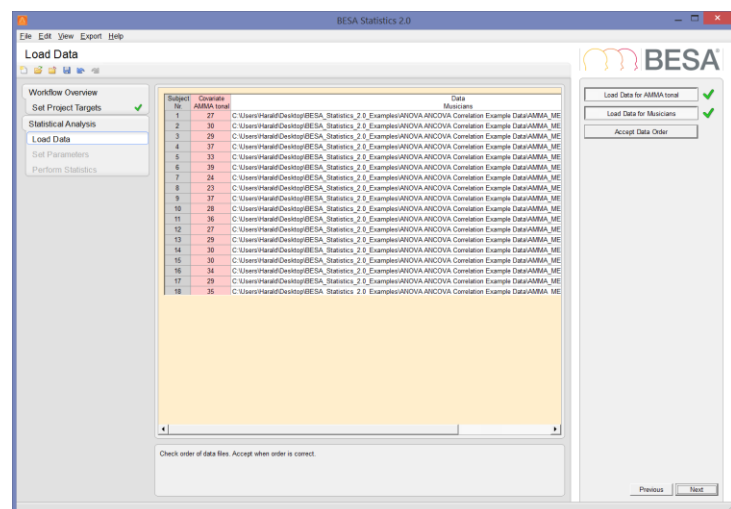 BESA Statistics 2.0
File Edit View Export Help
Load Data
BESA
Workflow Overview
Set Project Targets
Statistical Analysis
Load Data
Set Parameters
Perform Statistics
Subject Nr. Covariate AMMA tonal Data Musicians
1 27 C:\Users\Harald\Desktop\BESA_Statistics_2.0_Examples\ANOVA ANCOVA Correlation Example Data\AMMA_ME
2 30 C:\Users\Harald\Desktop\BESA_Statistics_2.0_Examples\ANOVA ANCOVA Correlation Example Data\AMMA_ME
3 29 C:\Users\Harald\Desktop\BESA_Statistics_2.0_Examples\ANOVA ANCOVA Correlation Example Data\AMMA_ME
4 37 C:\Users\Harald\Desktop\BESA_Statistics_2.0_Examples\ANOVA ANCOVA Correlation Example Data\AMMA_ME
5 33 C:\Users\Harald\Desktop\BESA_Statistics_2.0_Examples\ANOVA ANCOVA Correlation Example Data\AMMA_ME
6 39 C:\Users\Harald\Desktop\BESA_Statistics_2.0_Examples\ANOVA ANCOVA Correlation Example Data\AMMA_ME
7 24 C:\Users\Harald\Desktop\BESA_Statistics_2.0_Examples\ANOVA ANCOVA Correlation Example Data\AMMA_ME
8 23 C:\Users\Harald\Desktop\BESA_Statistics_2.0_Examples\ANOVA ANCOVA Correlation Example Data\AMMA_ME
9 37 C:\Users\Harald\Desktop\BESA_Statistics_2.0_Examples\ANOVA ANCOVA Correlation Example Data\AMMA_ME
10 28 C:\Users\Harald\Desktop\BESA_Statistics_2.0_Examples\ANOVA ANCOVA Correlation Example Data\AMMA_ME
11 36 C:\Users\Harald\Desktop\BESA_Statistics_2.0_Examples\ANOVA ANCOVA Correlation Example Data\AMMA_ME
12 27 C:\Users\Harald\Desktop\BESA_Statistics_2.0_Examples\ANOVA ANCOVA Correlation Example Data\AMMA_ME
13 29 C:\Users\Harald\Desktop\BESA_Statistics_2.0_Examples\ANOVA ANCOVA Correlation Example Data\AMMA_ME
14 30 C:\Users\Harald\Desktop\BESA_Statistics_2.0_Examples\ANOVA ANCOVA Correlation Example Data\AMMA_ME
15 30 C:\Users\Harald\Desktop\BESA_Statistics_2.0_Examples\ANOVA ANCOVA Correlation Example Data\AMMA_ME
16 34 C:\Users\Harald\Desktop\BESA_Statistics_2.0_Examples\ANOVA ANCOVA Correlation Example Data\AMMA_ME
17 29 C:\Users\Harald\Desktop\BESA_Statistics_2.0_Examples\ANOVA ANCOVA Correlation Example Data\AMMA_ME
18 35 C:\Users\Harald\Desktop\BESA_Statistics_2.0_Examples\ANOVA ANCOVA Correlation Example Data\AMMA_ME
Load Data for AMMA tonal
Load Data for Musicians
Accept Data Order
Check order of data files. Accept when order is correct.
Previous Next